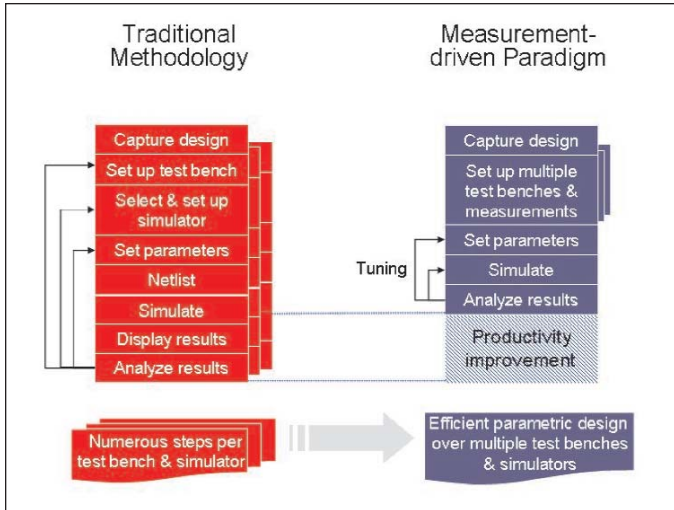 Traditional
Methodology
Measurement-
driven Paradigm
Capture design
Set up test bench
Select & set up
simulator
Set parameters
Netlist
Simulate
Display results
Analyze results
Numerous steps per
test bench & simulator
Capture design
Set up multiple
test benches &
measurements
Set parameters
Tuning
Simulate
Analyze results
Productivity
improvement
Efficient parametric design
over multiple test benches
& simulators